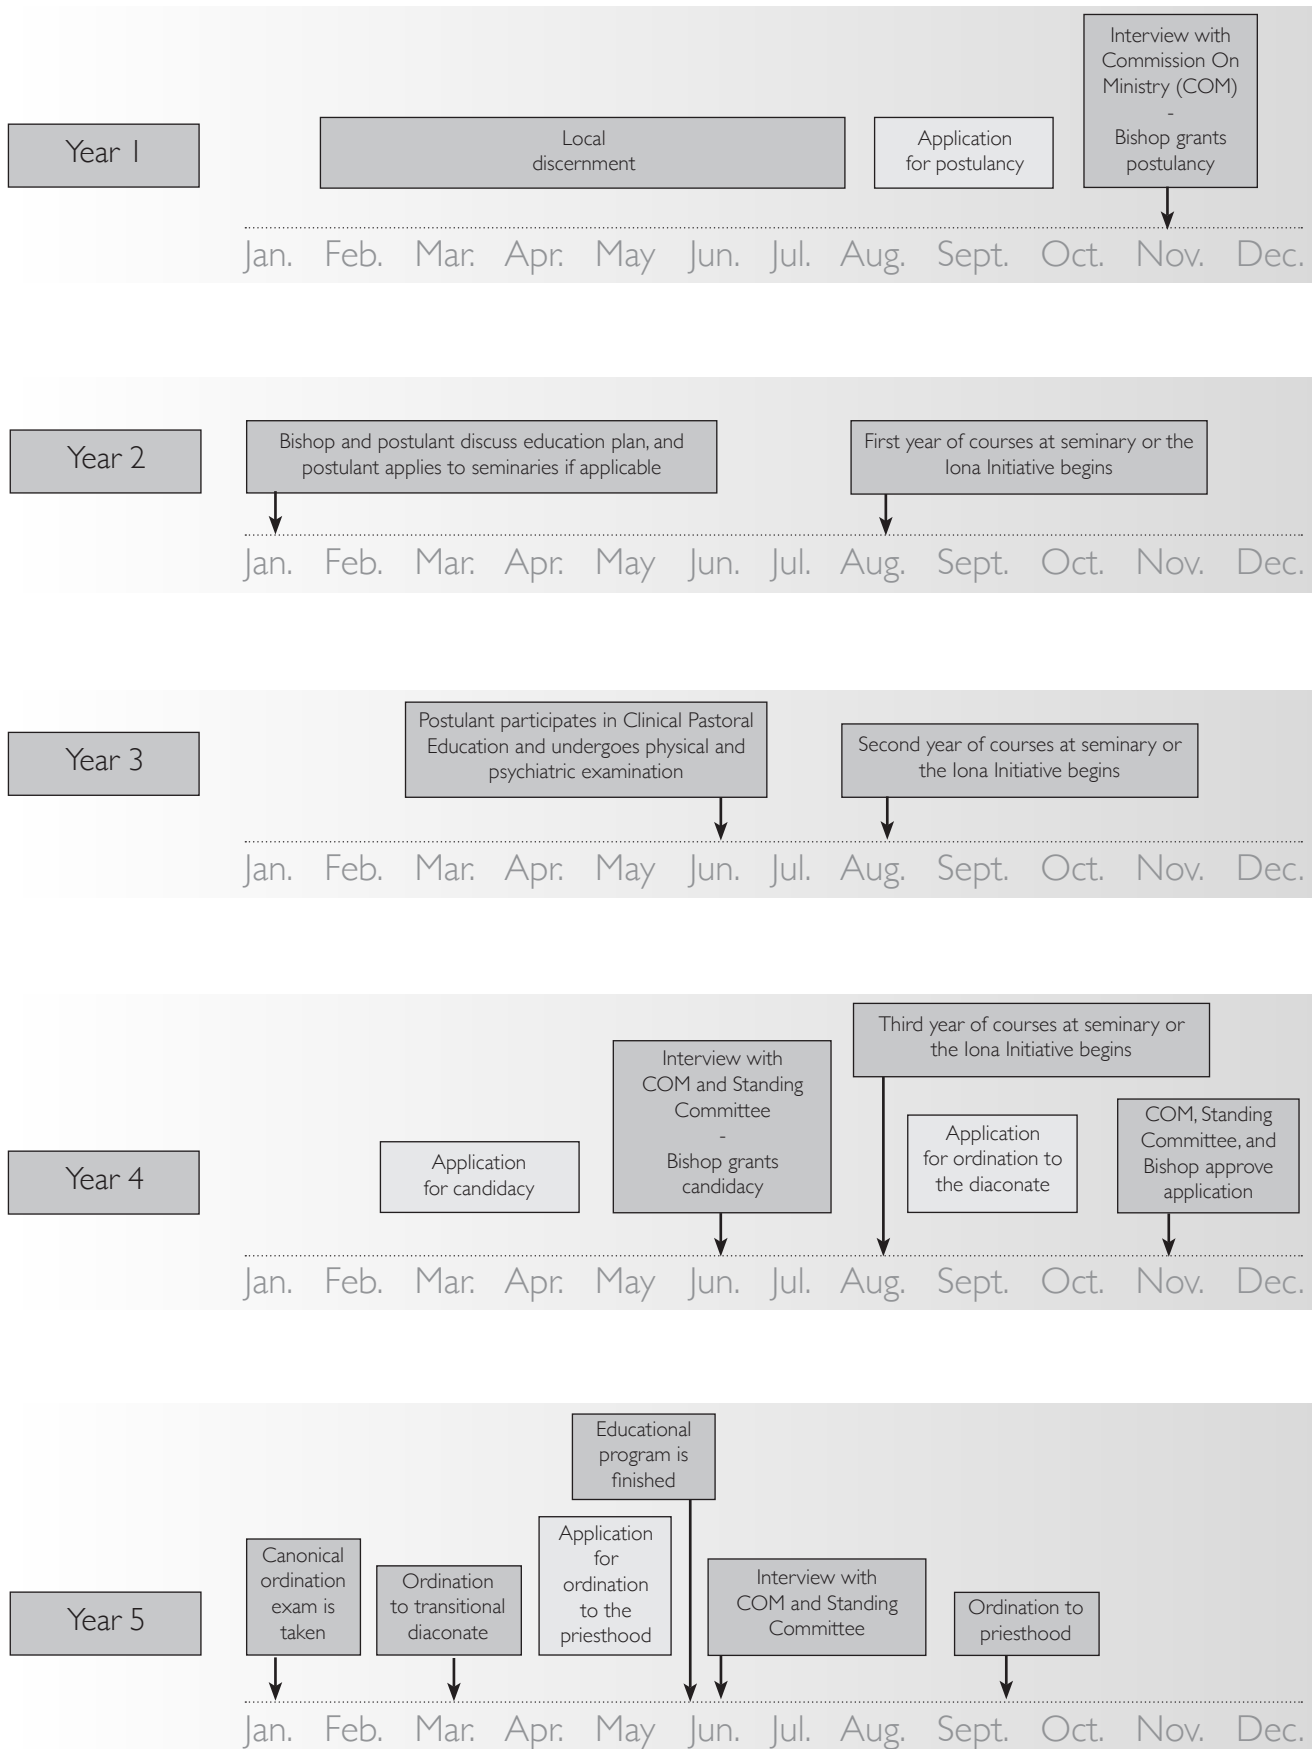 Year 1
Local
discernment
Application
for postulancy
Interview with
Commission On
Ministry (COM)
-
Bishop grants
postulancy
Jan. Feb. Mar. Apr. May Jun. Jul. Aug. Sept. Oct. Nov. Dec.
Year 2
Bishop and postulant discuss education plan, and
postulant applies to seminaries if applicable
First year of courses at seminary or the
Iona Initiative begins
Jan. Feb. Mar. Apr. May Jun. Jul. Aug. Sept. Oct. Nov. Dec.
Year 3
Postulant participates in Clinical Pastoral
Education and undergoes physical and
psychiatric examination
Second year of courses at seminary or
the Iona Initiative begins
Jan. Feb. Mar. Apr. May Jun. Jul. Aug. Sept. Oct. Nov. Dec.
Year 4
Application
for candidacy
Interview with
COM and Standing
Committee
-
Bishop grants
candidacy
Third year of courses at seminary or
the Iona Initiative begins
Application
for ordination to
the diaconate
COM, Standing
Committee, and
Bishop approve
application
Jan. Feb. Mar. Apr. May Jun. Jul. Aug. Sept. Oct. Nov. Dec.
Year 5
Canonical
ordination
exam is
taken
Ordination
to transitional
diaconate
Application
for
ordination
to the
priesthood
Educational
program is
finished
Interview with
COM and Standing
Committee
Ordination to
priesthood
Jan. Feb. Mar. Apr. May Jun. Jul. Aug. Sept. Oct. Nov. Dec.